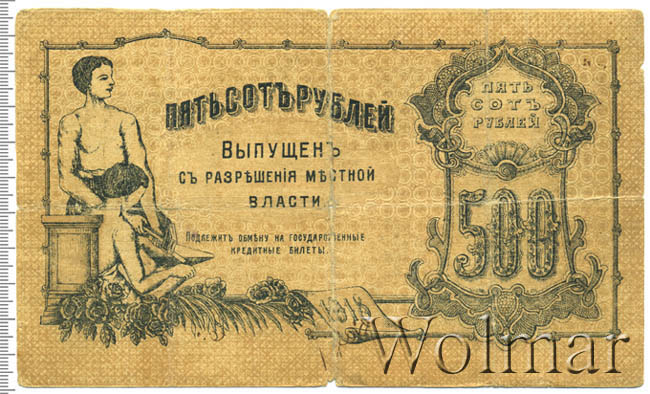 ПЯТЬСОТЪ РУБЛЕЙ
ВЫПУЩЕНЪ
СЪ РАЗРѢШЕНІЯ МѢСТНОЙ
ВЛАСТИ.
ПОДЛЕЖИТЪ ОБМѢНУ НА ГОСУДАРСТВЕННЫЕ
КРЕДИТНЫЕ БИЛЕТЫ.
ПЯТЬ
СОТЪ
РУБЛЕЙ
500
1918
Wolmar